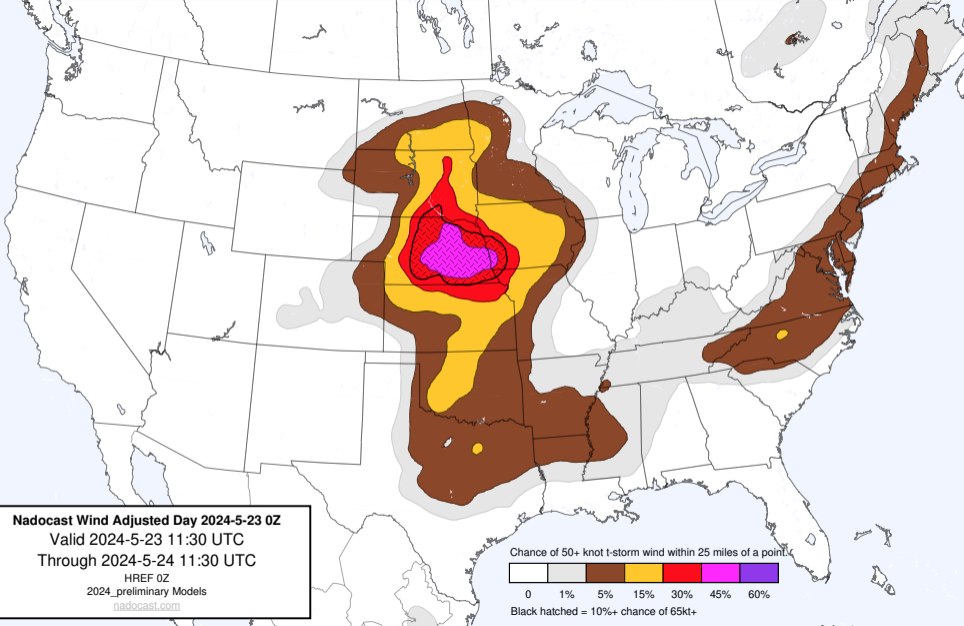 Nadocast Wind Adjusted Day 2024-5-23 0Z
Valid 2024-5-23 11:30 UTC
Through 2024-5-24 11:30 UTC
HREF 0Z
2024_preliminary Models
nadocast.com
Chance of 50+ knot t-storm wind within 25 miles of a point.
0 1% 5% 15% 30% 45% 60%
Black hatched = 10%+ chance of 65kt+